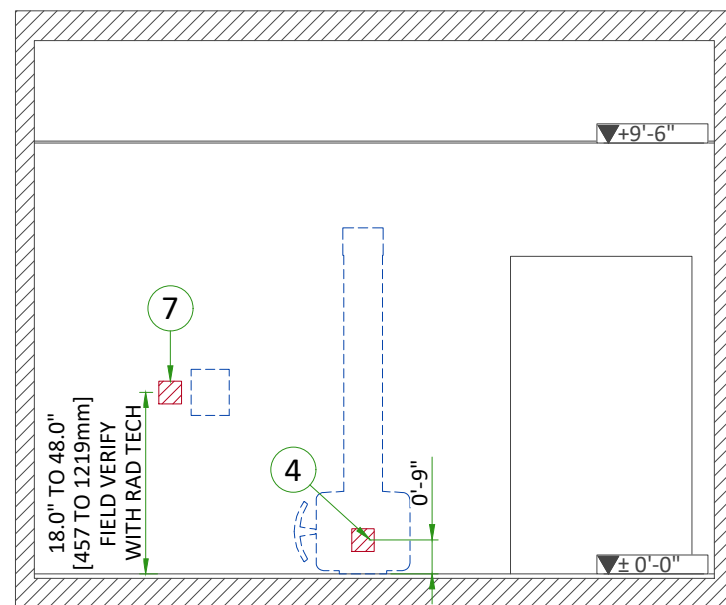 +9'-6"
7
18.0" TO 48.0"
[457 TO 1219mm]
FIELD VERIFY
WITH RAD TECH
4
0'-9"
± 0'-0"